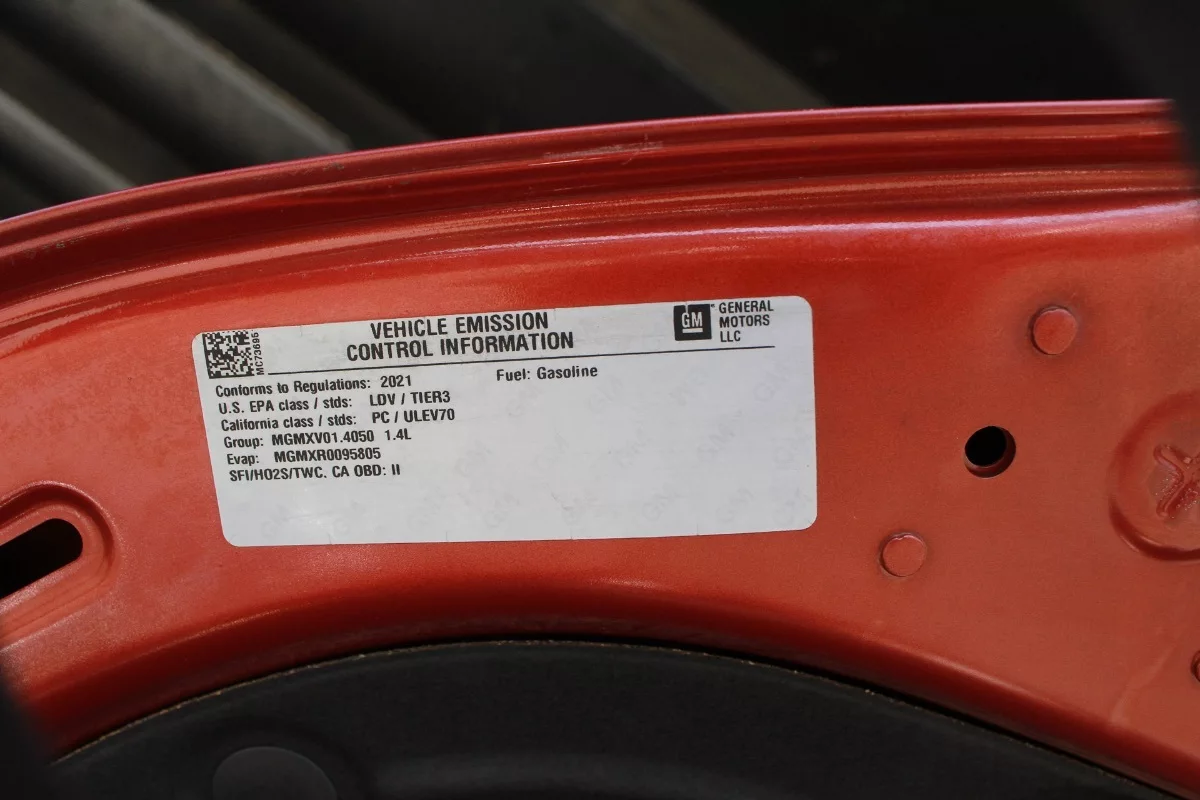 VEHICLE EMISSION
CONTROL INFORMATION
GM
GENERAL
MOTORS
LLC
MC73695
Conforms to Regulations: 2021
Fuel: Gasoline
U.S. EPA class / stds: LDV / TIER3
California class / stds: PC / ULEV70
Group: MGMXV01.4050 1.4L
Evap: MGMXR0095805
SFI/HO2S/TWC. CA OBD: II